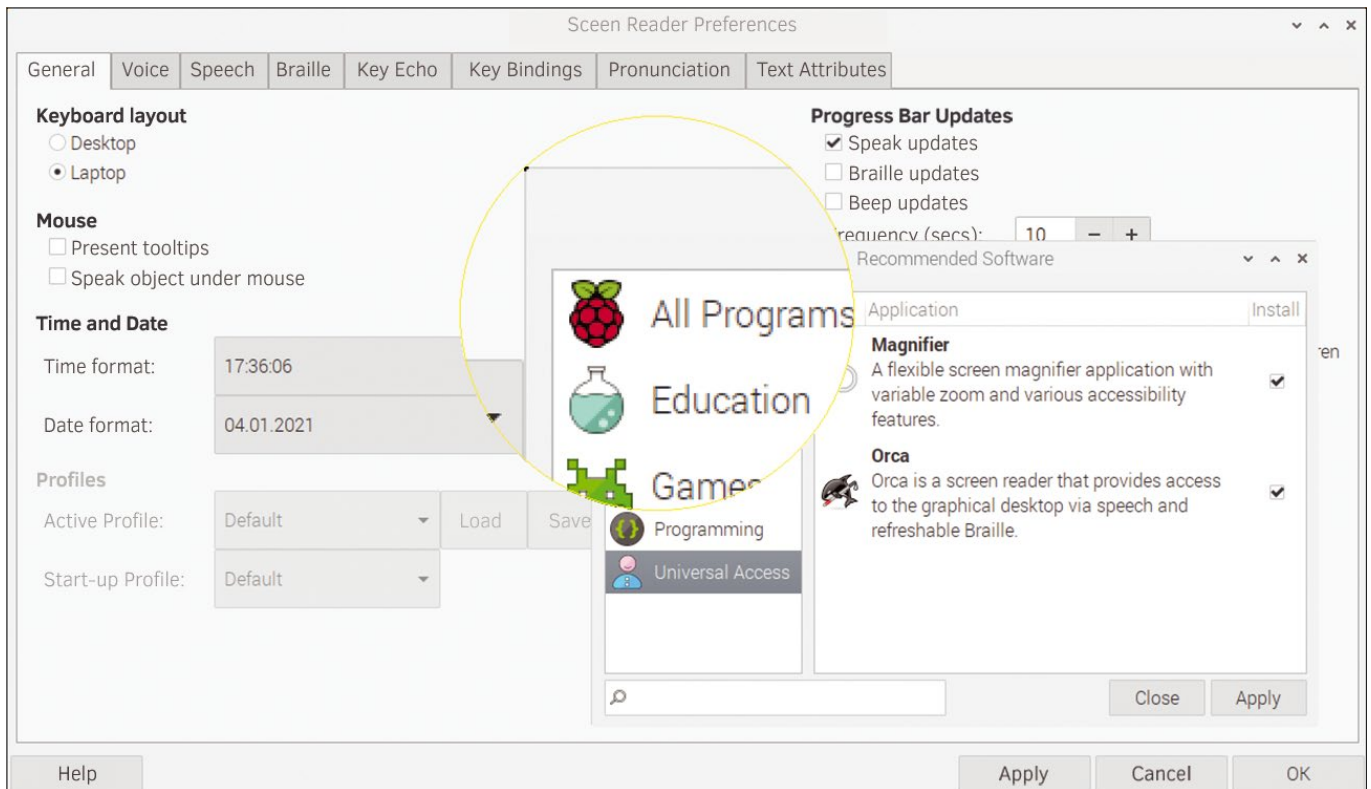 Sceen Reader Preferences
General Voice Speech Braille Key Echo Key Bindings Pronunciation Text Attributes
Keyboard layout
Desktop
Laptop
Mouse
Present tooltips
Speak object under mouse
Time and Date
Time format: 17:36:06
Date format: 04.01.2021
Profiles
Active Profile: Default Load Save
Start-up Profile: Default
Progress Bar Updates
Speak updates
Braille updates
Beep updates
(secs): 10 - +
All Programs
Education
Games
Programming
Universal Access
Recommended Software
Application Install
Magnifier
A flexible screen magnifier application with
variable zoom and various accessibility
features.
Orca
Orca is a screen reader that provides access
to the graphical desktop via speech and
refreshable Braille.
Close Apply
Help Apply Cancel OK